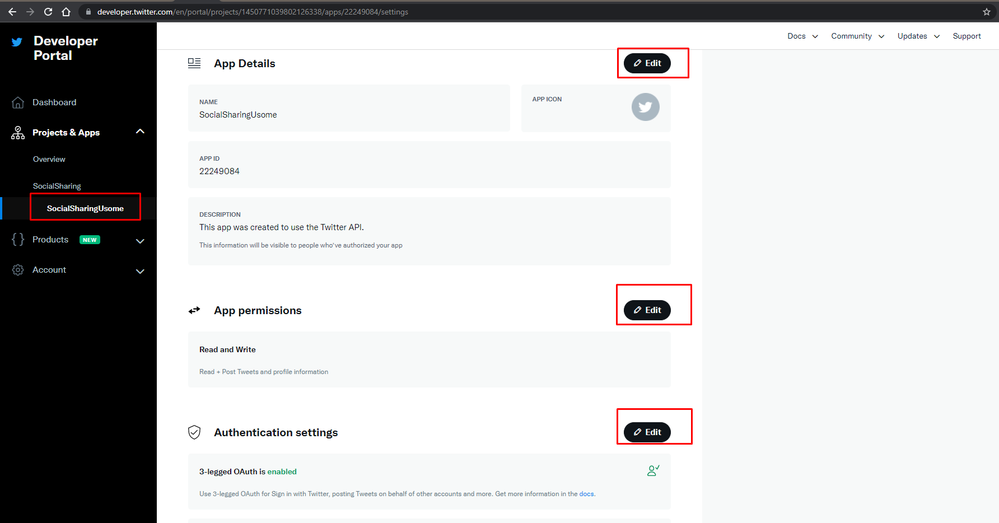 developer.twitter.com/en/portal/projects/1450771039802126338/apps/22249084/settings
Developer
Portal
Docs
Community
Updates
Support
Dashboard
Projects & Apps
Overview
SocialSharing
SocialSharingUsome
Products
NEW
Account
App Details
Edit
NAME
SocialSharingUsome
APP ICON
APP ID
22249084
DESCRIPTION
This app was created to use the Twitter API.
This information will be visible to people who've authorized your app
App permissions
Edit
Read and Write
Read + Post Tweets and profile information
Authentication settings
Edit
3-legged OAuth is enabled
Use 3-legged OAuth for Sign in with Twitter, posting Tweets on behalf of other accounts and more. Get more information in the docs.